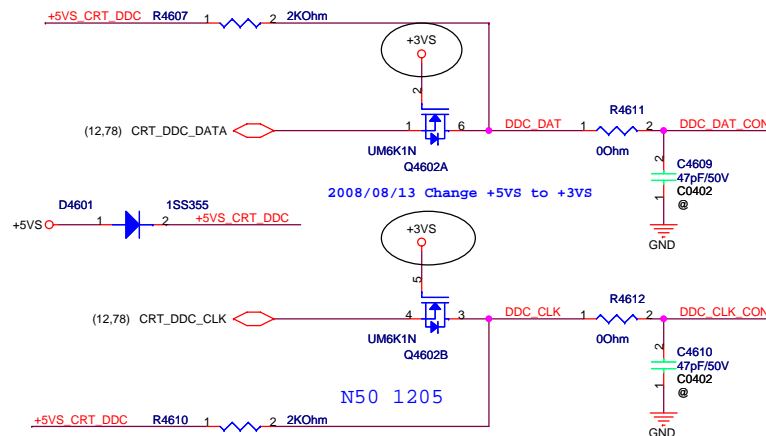 +5VS_CRT_DDC R4607 1 2 2KOhm
+3VS
2
(12,78) CRT_DDC_DATA 1 6 DDC_DAT 1 R4611 2 DDC_DAT_CON
UM6K1N
Q4602A
0Ohm
2
C4609
47pF/50V
1
C0402
@
GND
2008/08/13 Change +5VS to +3VS
D4601 1SS355
+5VS 1 2 +5VS_CRT_DDC
+3VS
5
(12,78) CRT_DDC_CLK 4 3 DDC_CLK 1 R4612 2 DDC_CLK_CON
UM6K1N
Q4602B
0Ohm
2
C4610
47pF/50V
1
C0402
@
GND
N50 1205
+5VS_CRT_DDC R4610 1 2 2KOhm